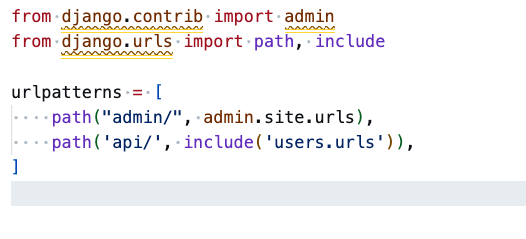 from django.contrib import admin
from django.urls import path, include

urlpatterns = [
    path("admin/", admin.site.urls),
    path('api/', include('users.urls')),
]